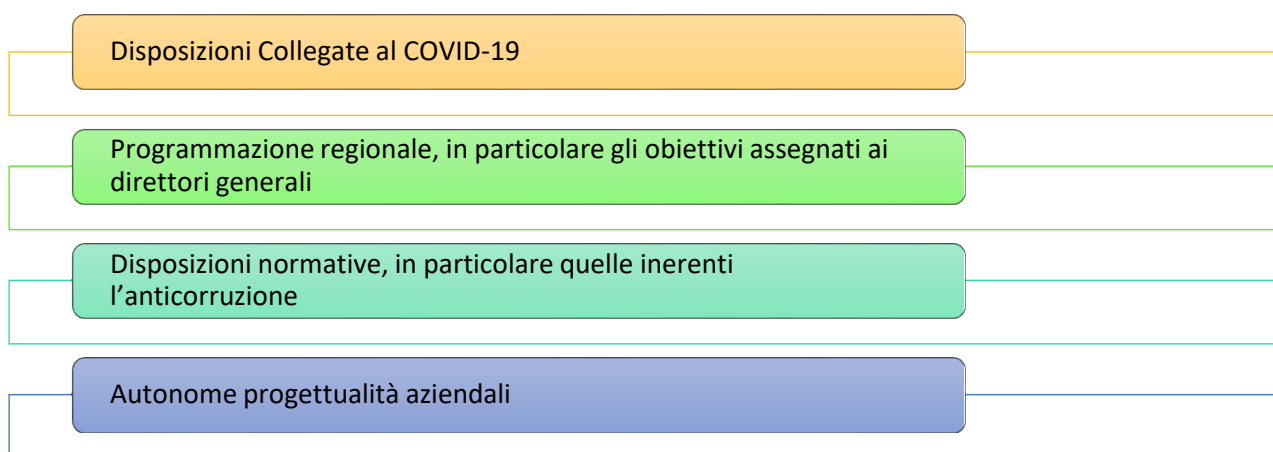 Disposizioni Collegate al COVID-19
Programmazione regionale, in particolare gli obiettivi assegnati ai
direttori generali
Disposizioni normative, in particolare quelle inerenti
l’anticorruzione
Autonome progettualità aziendali